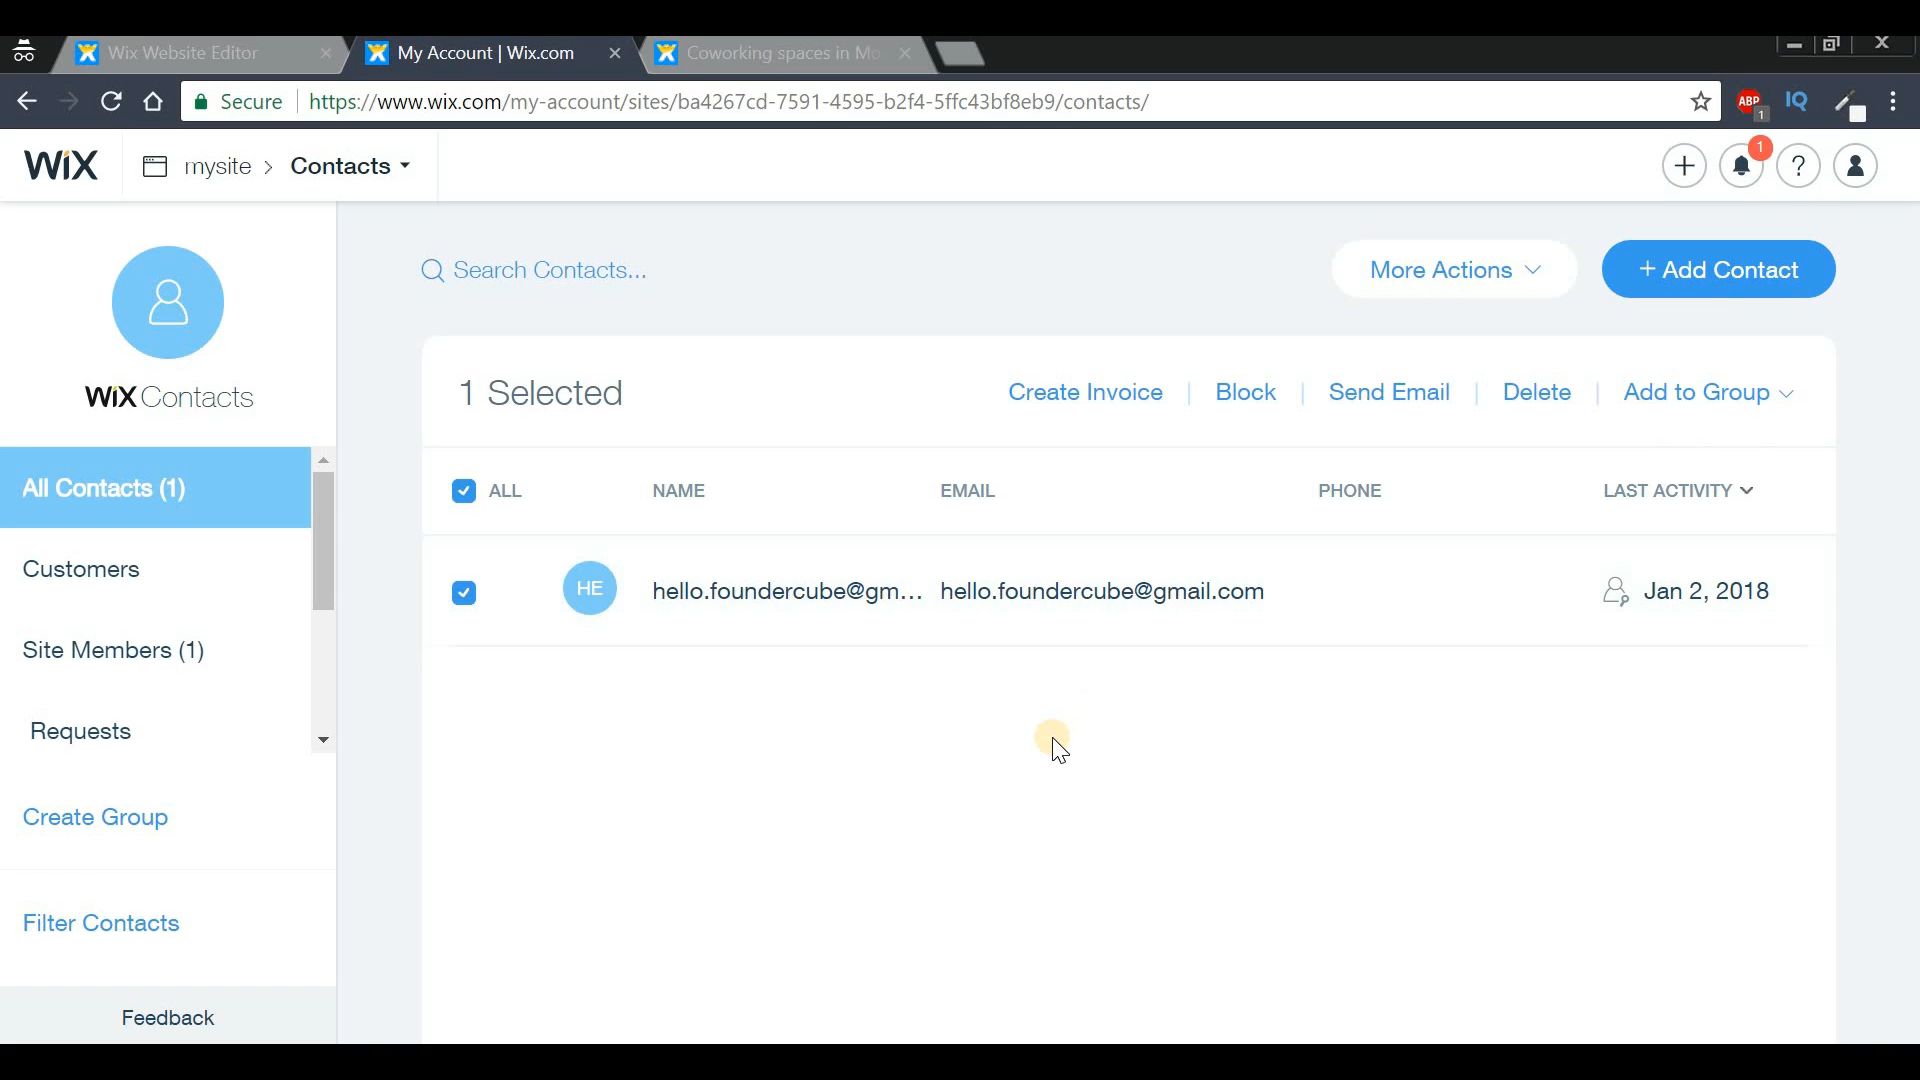 Wix Website Editor
My Account | Wix.com
Coworking spaces in Mo
Secure
https://www.wix.com/my-account/sites/ba4267cd-7591-4595-b2f4-5ffc43bf8eb9/contacts/
ABP
1
IQ
WiX
mysite > Contacts
1
?
WiX Contacts
All Contacts (1)
Customers
Site Members (1)
Requests
Create Group
Filter Contacts
Feedback
Search Contacts...
More Actions
+ Add Contact
1 Selected
Create Invoice | Block | Send Email | Delete | Add to Group
ALL NAME EMAIL PHONE LAST ACTIVITY
HE hello.foundercube@gm... hello.foundercube@gmail.com Jan 2, 2018